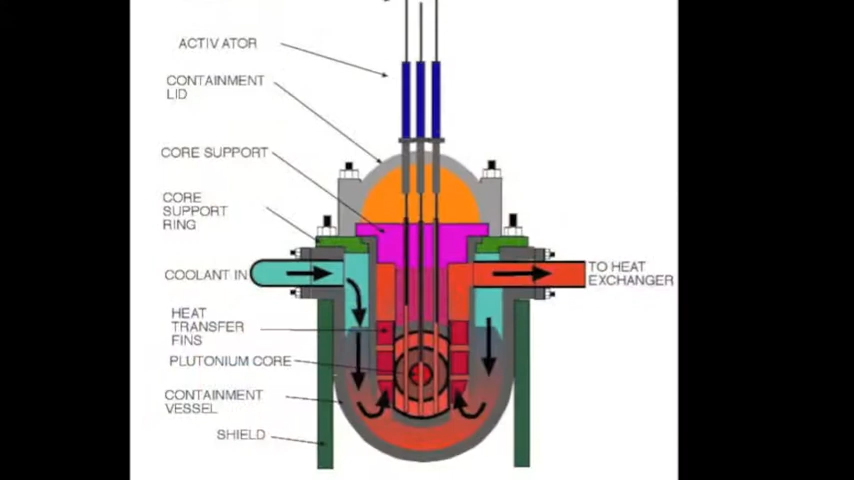 ACTIVATOR
CONTAINMENT
LID
CORE SUPPORT
CORE
SUPPORT
RING
COOLANT IN
TO HEAT
EXCHANGER
HEAT
TRANSFER
FINS
PLUTONIUM CORE
CONTAINMENT
VESSEL
SHIELD